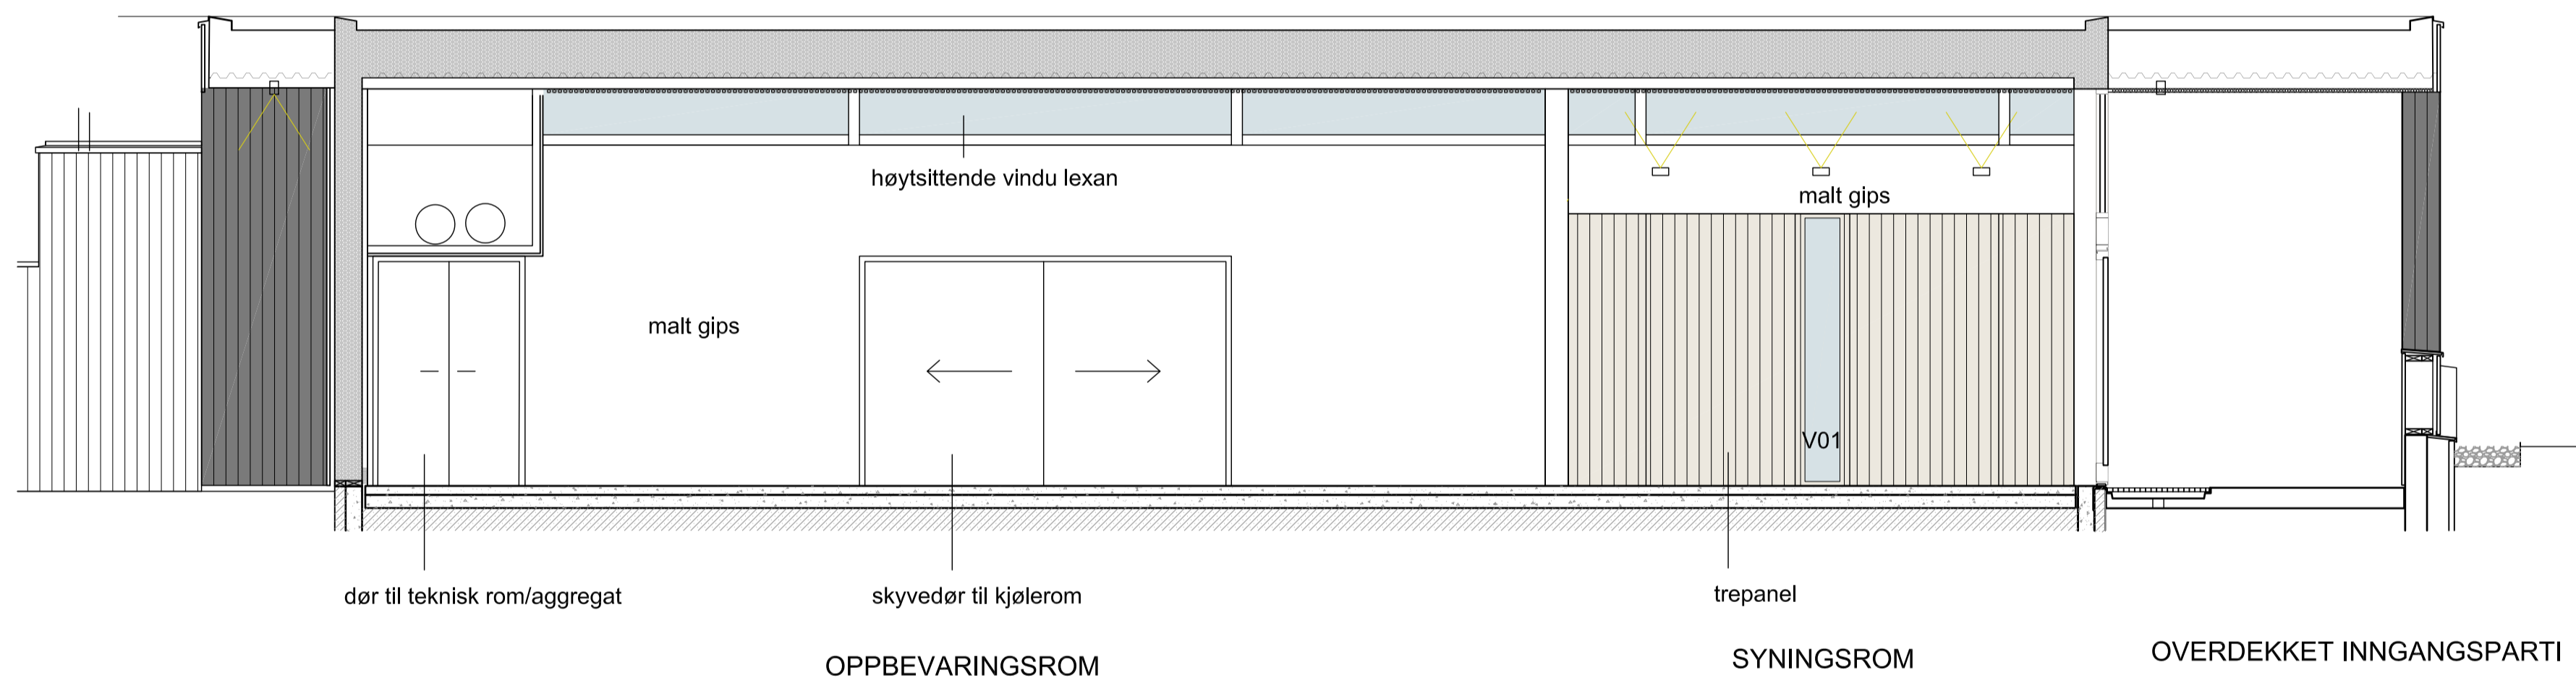 høytsittende vindu lexan
malt gips
malt gips
V01
dør til teknisk rom/aggregat
skyvedør til kjølerom
trepanel
OPPBEVARINGSROM
SYNINGSROM
OVERDEKKET INNGANGSPARTI